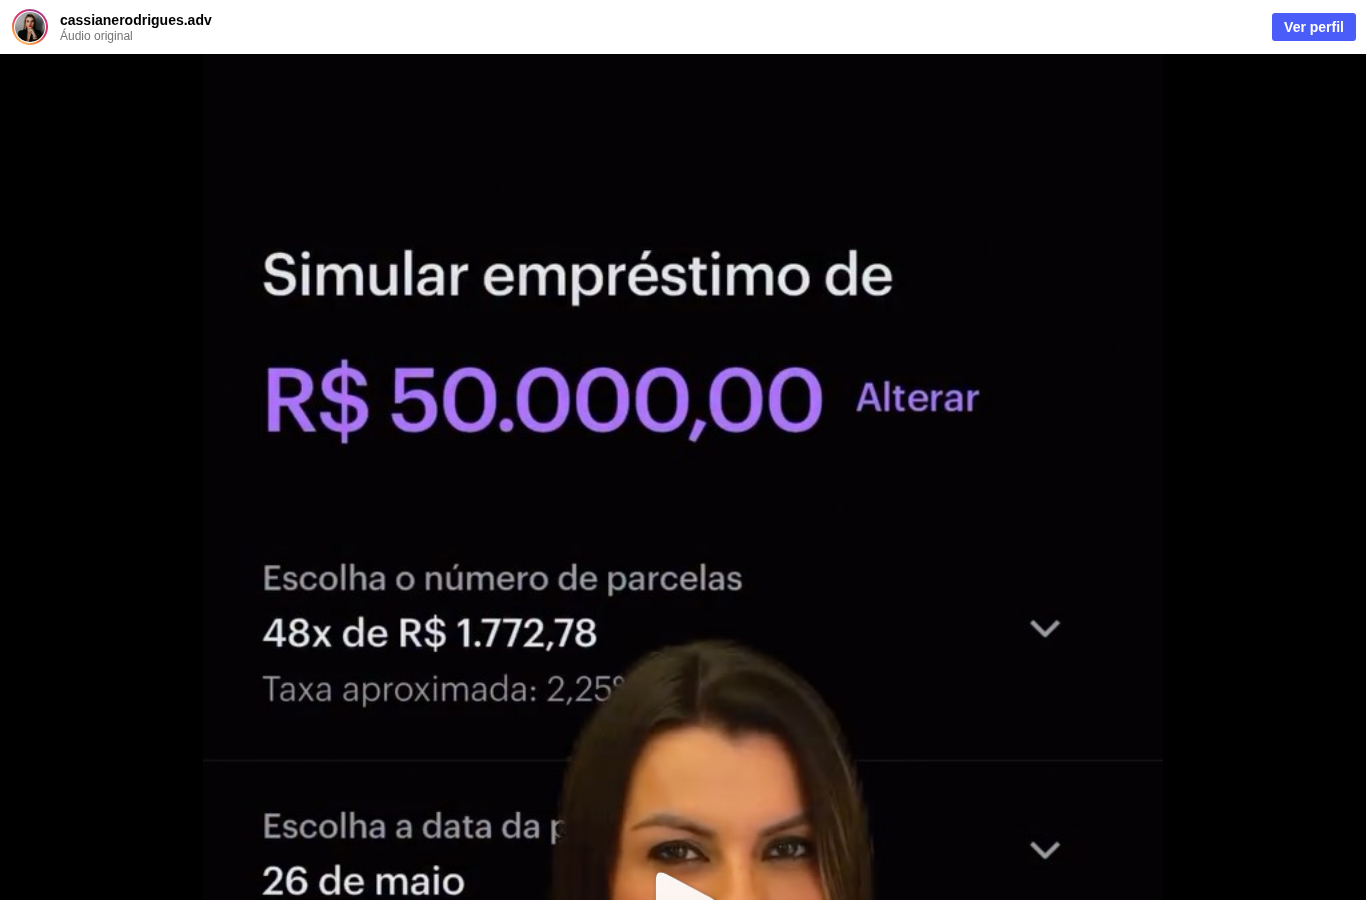 cassianerodrigues.adv
Áudio original
Ver perfil
Simular empréstimo de
R$ 50.000,00 Alterar
Escolha o número de parcelas
48x de R$ 1.772,78
Taxa aproximada: 2,25%
Escolha a data da
26 de maio